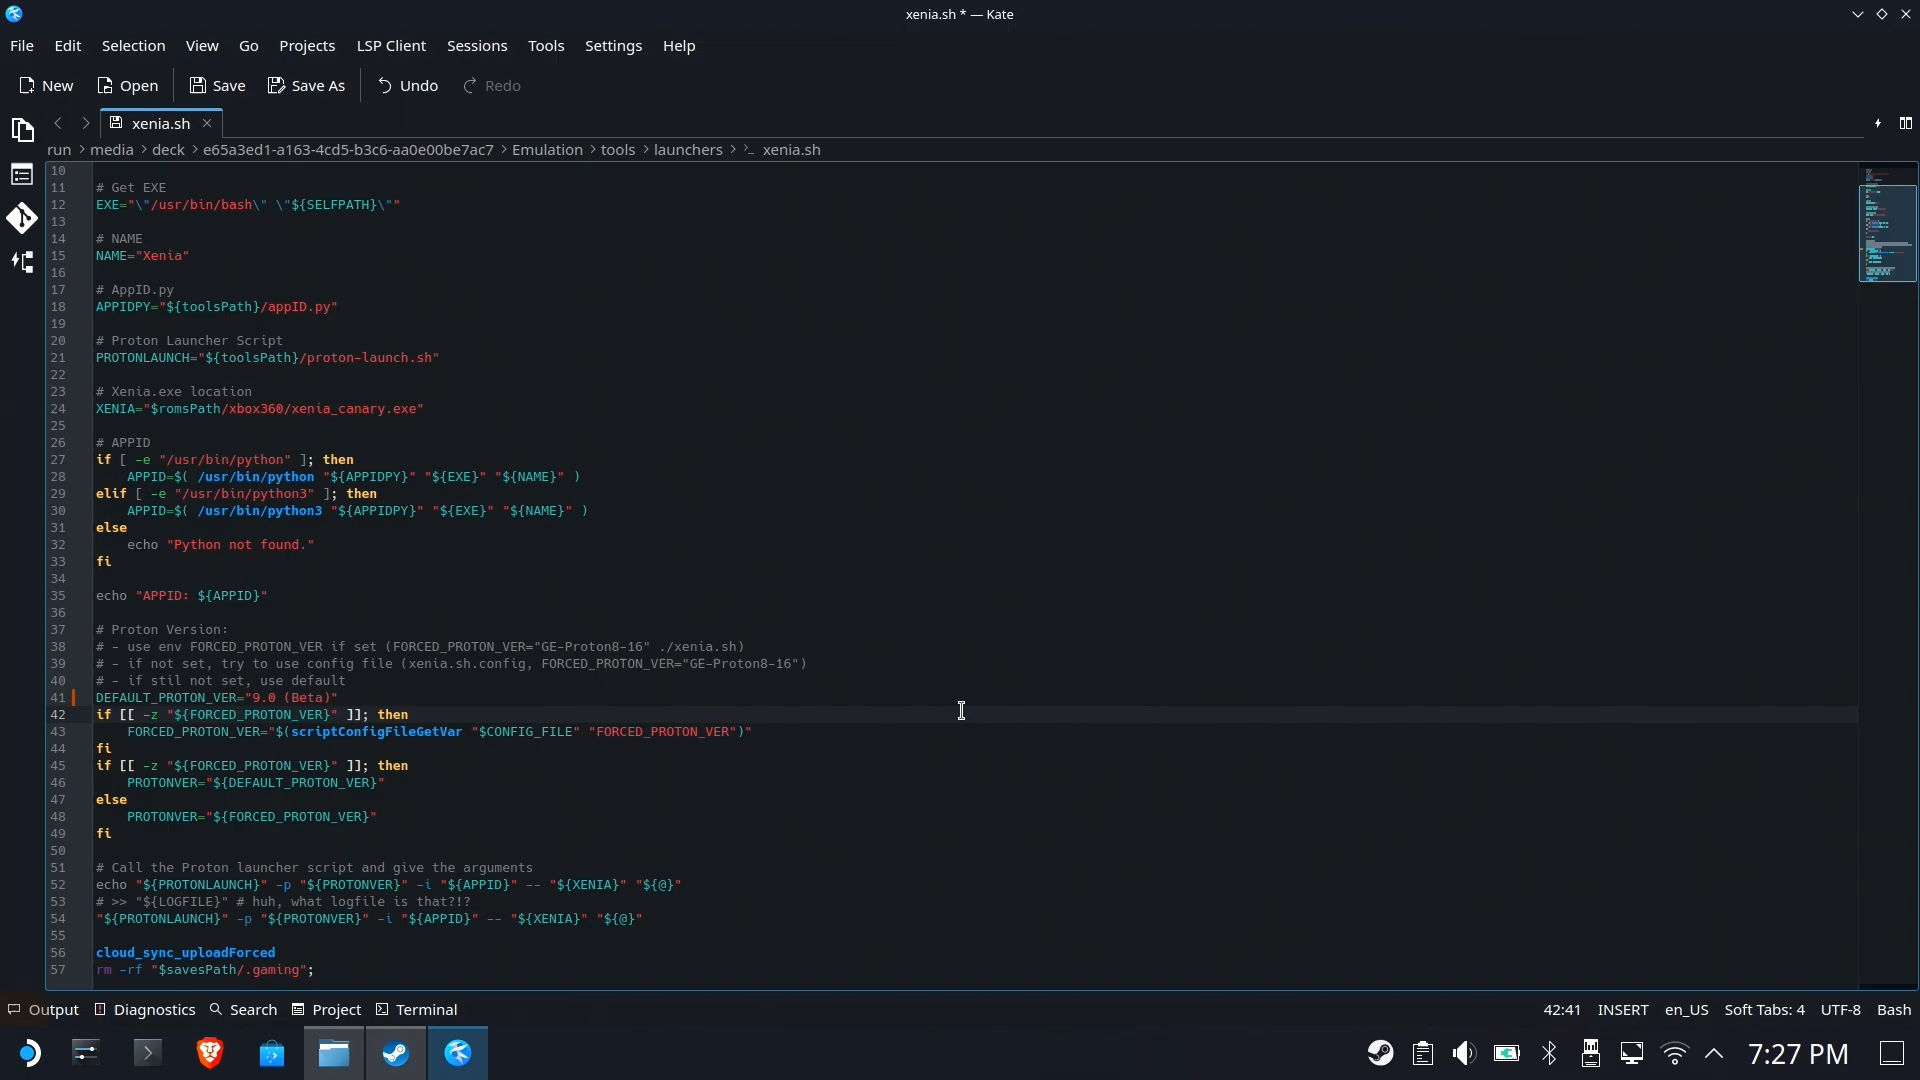 xenia.sh * — Kate
File Edit Selection View Go Projects LSP Client Sessions Tools Settings Help
New Open Save Save As Undo Redo
xenia.sh
run > media > deck > e65a3ed1-a163-4cd5-b3c6-aa0e00be7ac7 > Emulation > tools > launchers > xenia.sh
10
11 # Get EXE
12 EXE="\"/usr/bin/bash\" \"${SELFPATH}\""
13
14 # NAME
15 NAME="Xenia"
16
17 # AppID.py
18 APPIDPY="${toolsPath}/appID.py"
19
20 # Proton Launcher Script
21 PROTONLAUNCH="${toolsPath}/proton-launch.sh"
22
23 # Xenia.exe location
24 XENIA="$romsPath/xbox360/xenia_canary.exe"
25
26 # APPID
27 if [ -e "/usr/bin/python" ]; then
28     APPID=$( /usr/bin/python "${APPIDPY}" "${EXE}" "${NAME}" )
29 elif [ -e "/usr/bin/python3" ]; then
30     APPID=$( /usr/bin/python3 "${APPIDPY}" "${EXE}" "${NAME}" )
31 else
32     echo "Python not found."
33 fi
34
35 echo "APPID: ${APPID}"
36
37 # Proton Version:
38 # - use env FORCED_PROTON_VER if set (FORCED_PROTON_VER="GE-Proton8-16" ./xenia.sh)
39 # - if not set, try to use config file (xenia.sh.config, FORCED_PROTON_VER="GE-Proton8-16")
40 # - if stil not set, use default
41 DEFAULT_PROTON_VER="9.0 (Beta)"
42 if [[ -z "${FORCED_PROTON_VER}" ]]; then
43     FORCED_PROTON_VER="$(scriptConfigFileGetVar "$CONFIG_FILE" "FORCED_PROTON_VER")"
44 fi
45 if [[ -z "${FORCED_PROTON_VER}" ]]; then
46     PROTONVER="${DEFAULT_PROTON_VER}"
47 else
48     PROTONVER="${FORCED_PROTON_VER}"
49 fi
50
51 # Call the Proton launcher script and give the arguments
52 echo "${PROTONLAUNCH}" -p "${PROTONVER}" -i "${APPID}" -- "${XENIA}" "${@}"
53 # >> "${LOGFILE}" # huh, what logfile is that?!?
54 "${PROTONLAUNCH}" -p "${PROTONVER}" -i "${APPID}" -- "${XENIA}" "${@}"
55
56 cloud_sync_uploadForced
57 rm -rf "$savesPath/.gaming";
Output Diagnostics Search Project Terminal 42:41 INSERT en_US Soft Tabs: 4 UTF-8 Bash
7:27 PM